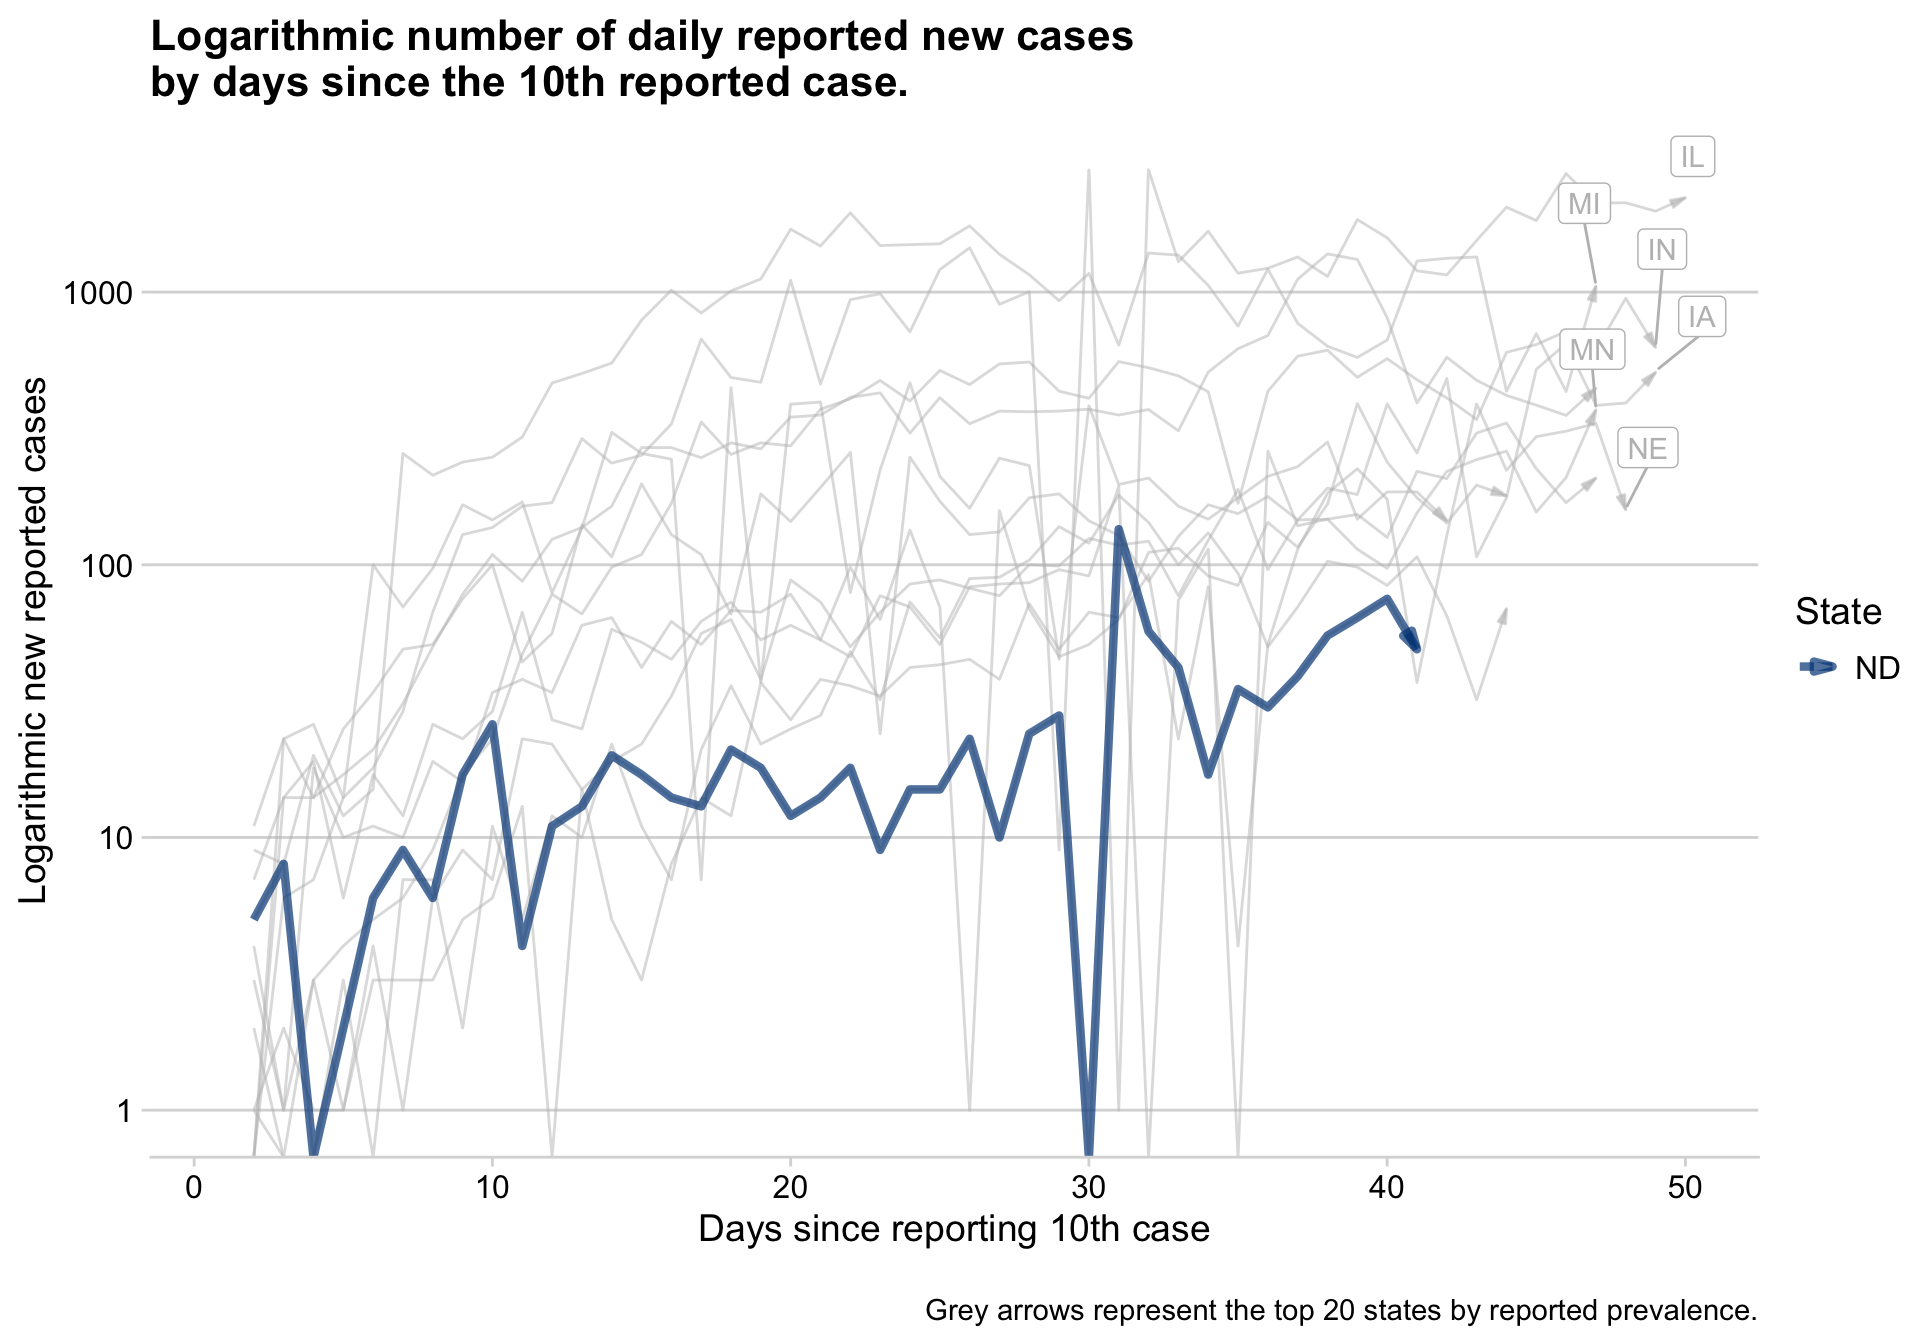 Logarithmic number of daily reported new cases
by days since the 10th reported case.
IL
MI
IN
1000
IA
MN
NE
Logarithmic new reported cases
100
State
ND
10
1
0 10 20 30 40 50
Days since reporting 10th case
Grey arrows represent the top 20 states by reported prevalence.